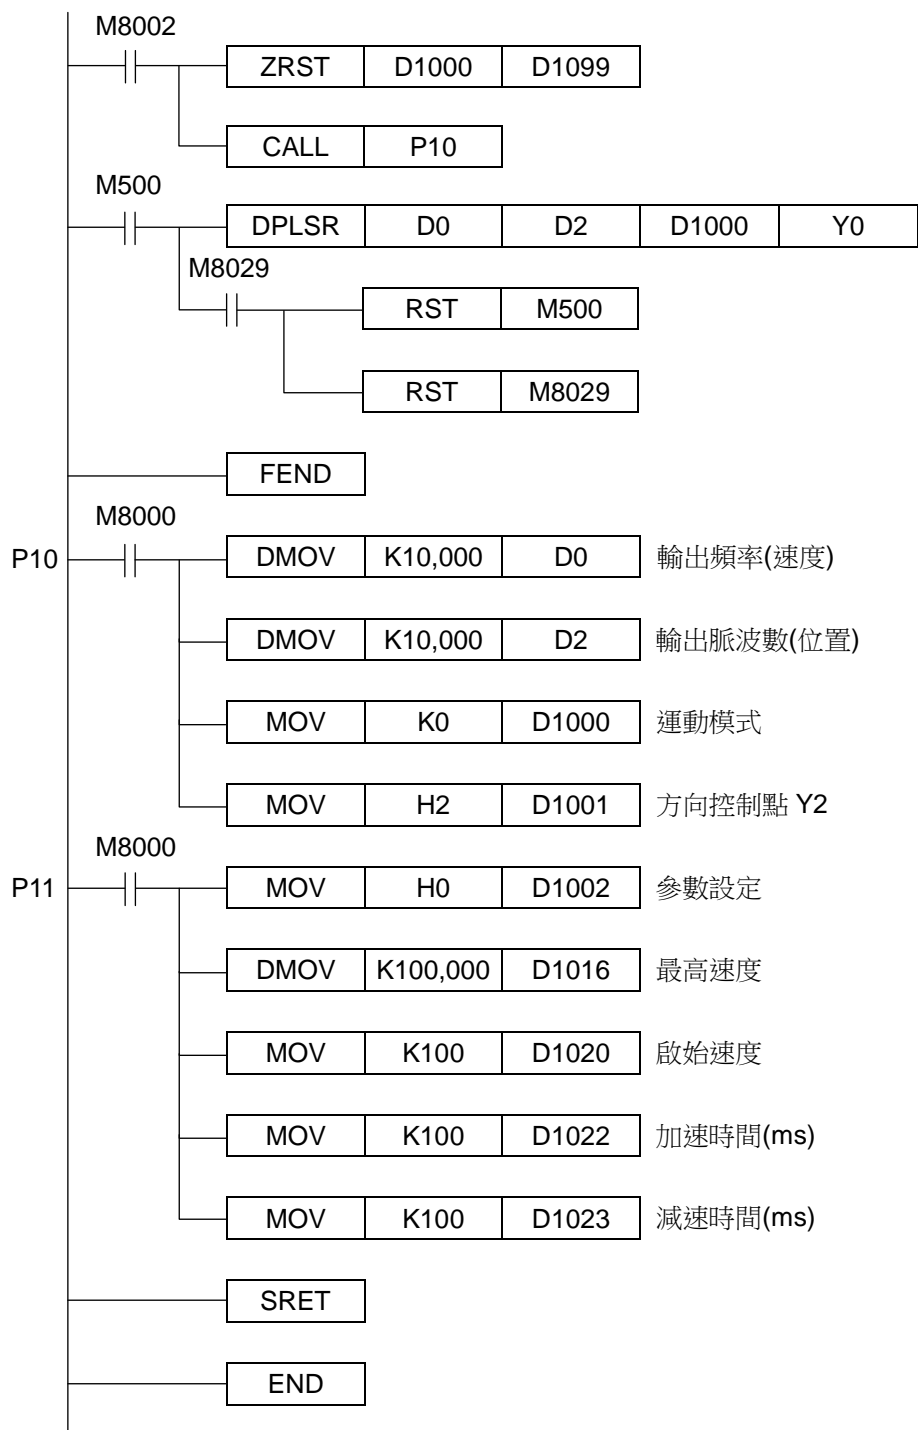 M8002
ZRST D1000 D1099
CALL P10
M500
DPLSR D0 D2 D1000 Y0
M8029
RST M500
RST M8029
FEND
M8000
P10 DMOV K10,000 D0 輸出頻率(速度)
DMOV K10,000 D2 輸出脈波數(位置)
MOV K0 D1000 運動模式
MOV H2 D1001 方向控制點 Y2
M8000
P11 MOV H0 D1002 參數設定
DMOV K100,000 D1016 最高速度
MOV K100 D1020 啟始速度
MOV K100 D1022 加速時間(ms)
MOV K100 D1023 減速時間(ms)
SRET
END